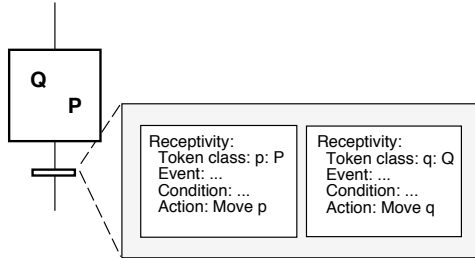 Q
P
Receptivity:
Token class: p: P
Event: ...
Condition: ...
Action: Move p
Receptivity:
Token class: q: Q
Event: ...
Condition: ...
Action: Move q